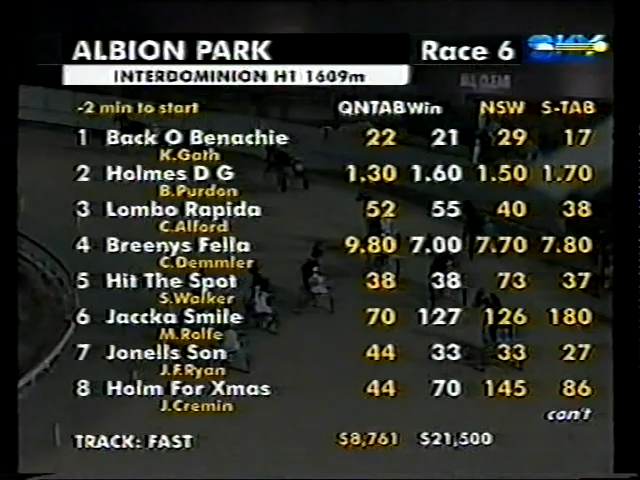 ALBION PARK Race 6 SKY
INTERDOMINION H1 1609m
-2 min to start QNTAB Win NSW S-TAB
1 Back O Benachie 22 21 29 17
K.Gath
2 Holmes D G 1.30 1.60 1.50 1.70
B.Purdon
3 Lombo Rapida 52 55 40 38
C.Alford
4 Breenys Fella 9.80 7.00 7.70 7.80
C.Demmler
5 Hit The Spot 38 38 73 37
S.Walker
6 Jaccka Smile 70 127 126 180
M.Rolfe
7 Jonells Son 44 33 33 27
J.F.Ryan
8 Holm For Xmas 44 70 145 86
J.Cremin
can't
TRACK: FAST $8,761 $21,500